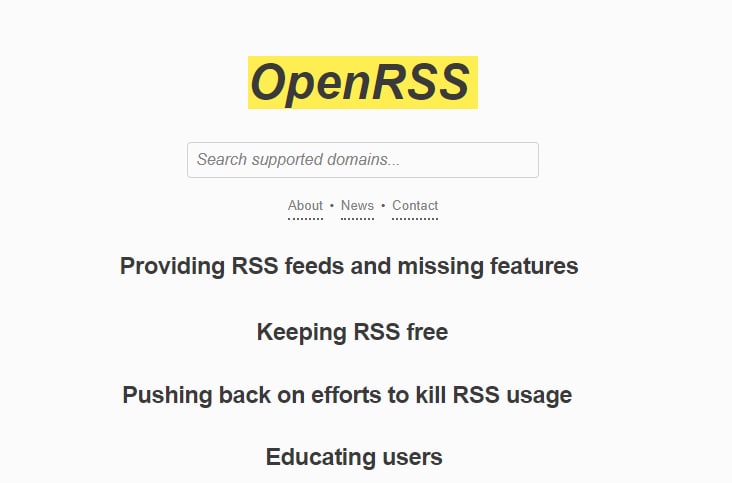 OpenRSS
Search supported domains...
About • News • Contact
Providing RSS feeds and missing features
Keeping RSS free
Pushing back on efforts to kill RSS usage
Educating users